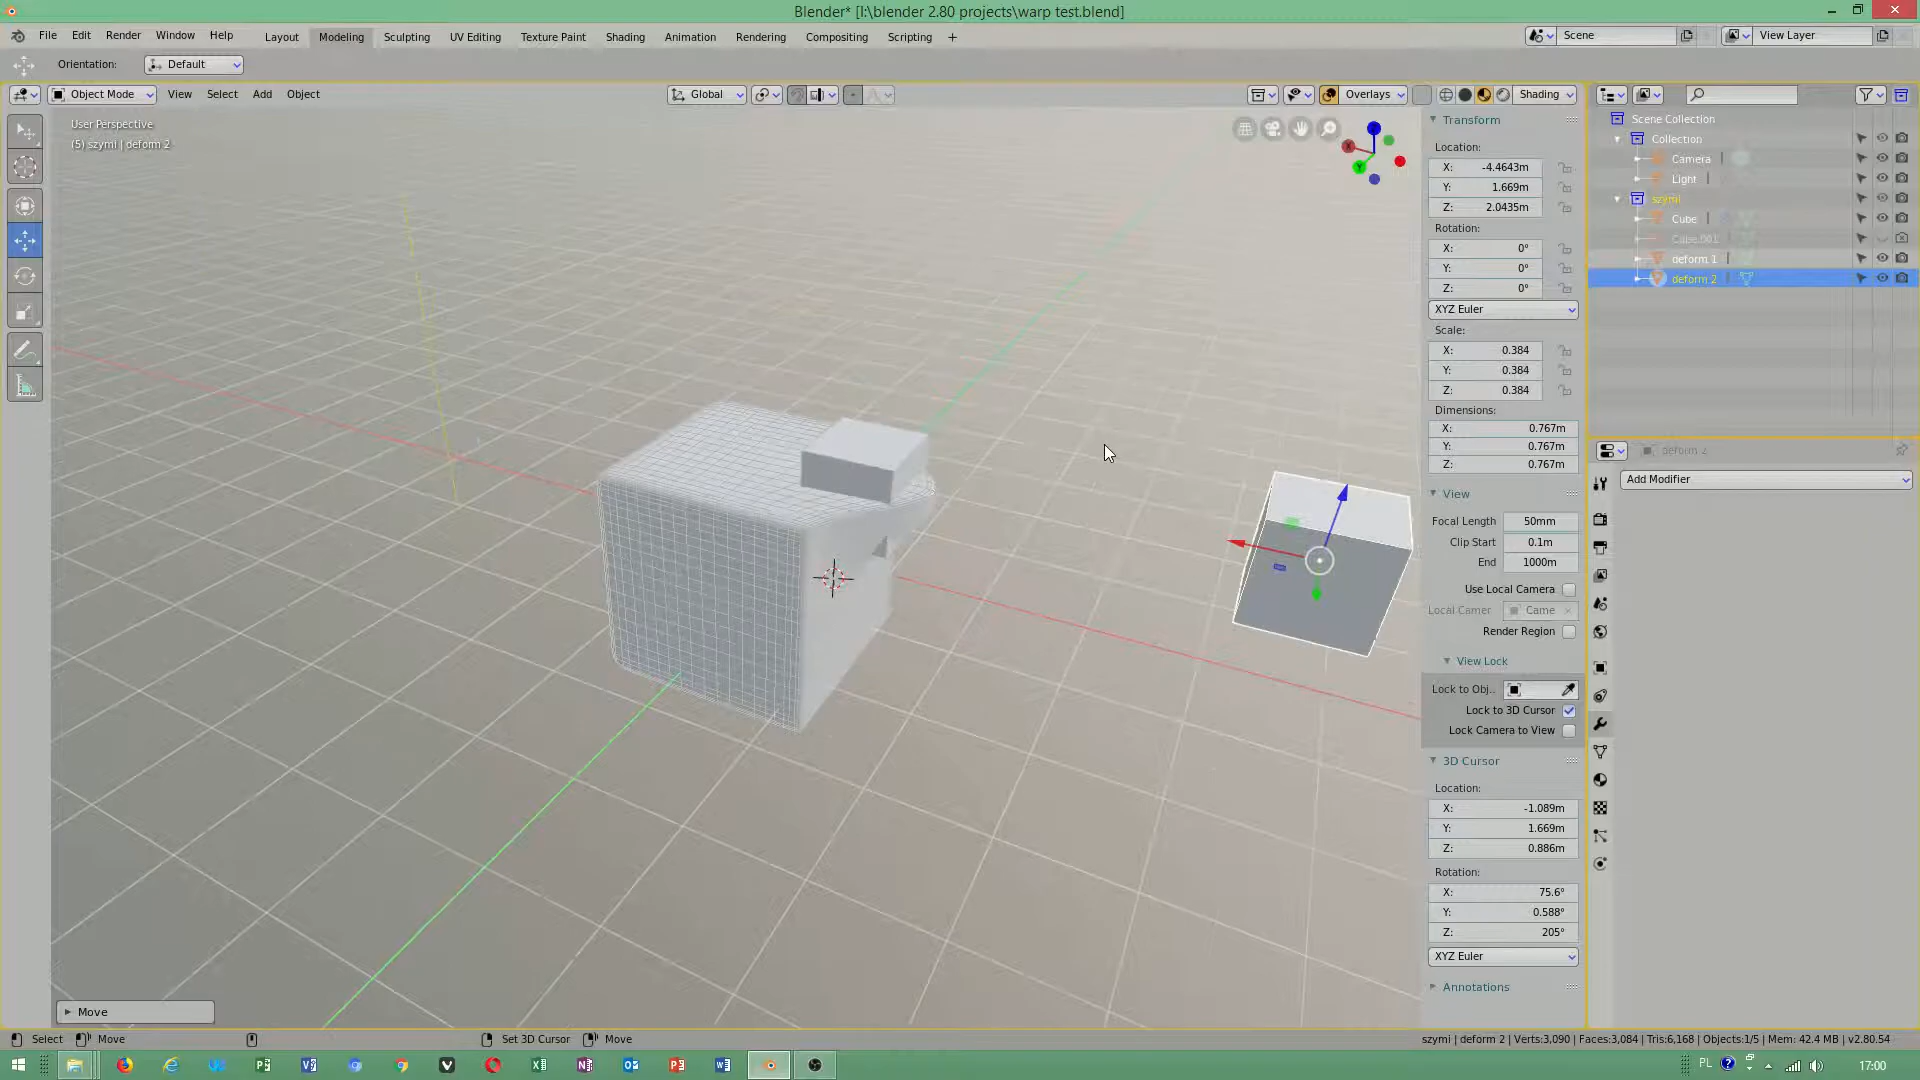 Blender* [I:\blender 2.80 projects\warp test.blend]
File Edit Render Window Help
Layout Modeling Sculpting UV Editing Texture Paint Shading Animation Rendering Compositing Scripting +
Scene
View Layer
Orientation: Default
Object Mode View Select Add Object
Global
Overlays
Shading
User Perspective
(5) szymi | deform 2
X
Y
Transform
Location:
X: -4.4643m
Y: 1.669m
Z: 2.0435m
Rotation:
X: 0°
Y: 0°
Z: 0°
XYZ Euler
Scale:
X: 0.384
Y: 0.384
Z: 0.384
Dimensions:
X: 0.767m
Y: 0.767m
Z: 0.767m
View
Focal Length 50mm
Clip Start 0.1m
End 1000m
Use Local Camera
Local Camer Came
Render Region
View Lock
Lock to Obj..
Lock to 3D Cursor
Lock Camera to View
3D Cursor
Location:
X: -1.089m
Y: 1.669m
Z: 0.886m
Rotation:
X: 75.6°
Y: 0.588°
Z: 205°
XYZ Euler
Annotations
Scene Collection
Collection
Camera
Light
szymi
Cube
Cube.001
deform 1
deform 2
deform 2
Add Modifier
Move
Select Move Set 3D Cursor Move
szymi | deform 2 | Verts:3,090 | Faces:3,084 | Tris:6,168 | Objects:1/5 | Mem: 42.4 MB | v2.80.54
PL 17:00